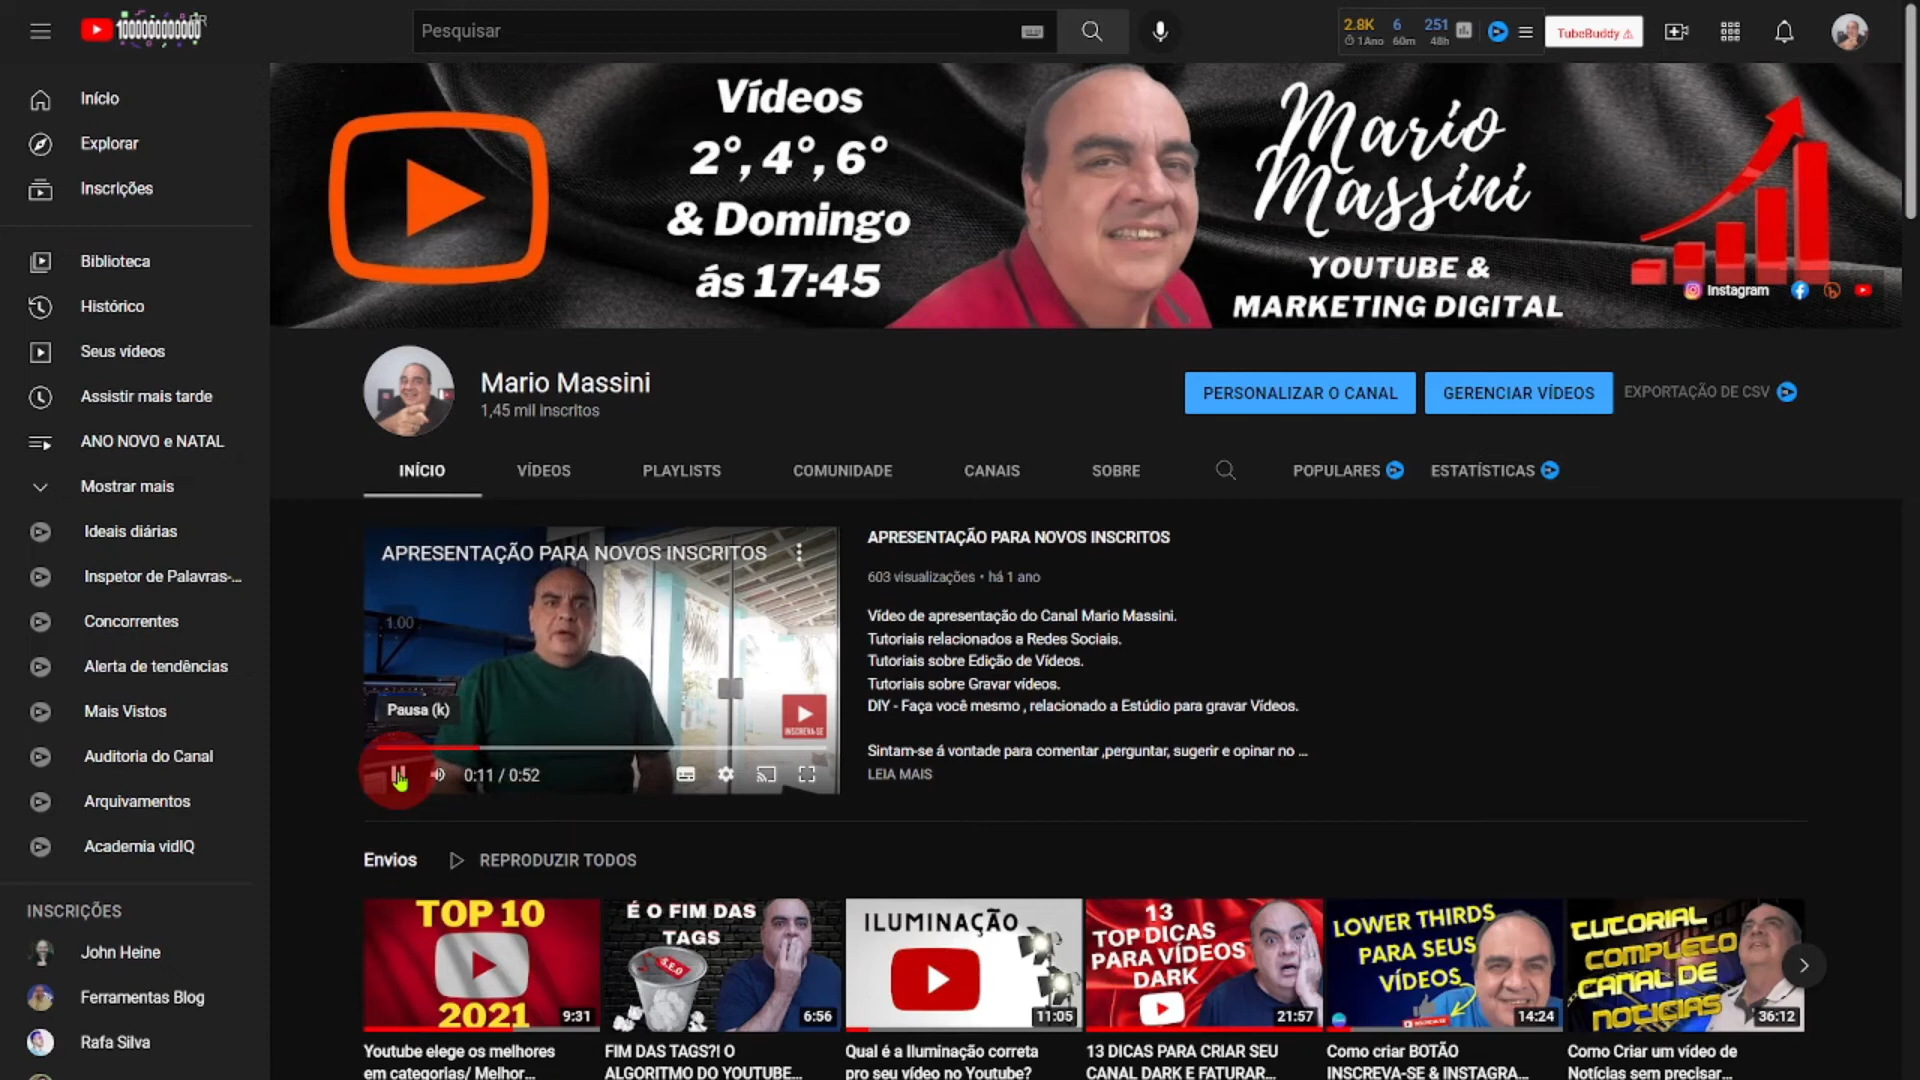 1000000000000
BR
Pesquisar
2.8K 6 251
1Ano 60m 48h
TubeBuddy ⚠
Início
Explorar
Inscrições
Biblioteca
Histórico
Seus vídeos
Assistir mais tarde
ANO NOVO e NATAL
Mostrar mais
Ideais diárias
Inspetor de Palavras-...
Concorrentes
Alerta de tendências
Mais Vistos
Auditoria do Canal
Arquivamentos
Academia vidIQ
INSCRIÇÕES
John Heine
Ferramentas Blog
Rafa Silva
Vídeos
2°, 4°, 6°
& Domingo
ás 17:45
Mario
Massini
YOUTUBE &
MARKETING DIGITAL
Instagram
Mario Massini
1,45 mil inscritos
PERSONALIZAR O CANAL
GERENCIAR VÍDEOS
EXPORTAÇÃO DE CSV
INÍCIO
VÍDEOS
PLAYLISTS
COMUNIDADE
CANAIS
SOBRE
POPULARES
ESTATÍSTICAS
APRESENTAÇÃO PARA NOVOS INSCRITOS
1.00
Pausa (k)
INSCREVA-SE
0:11 / 0:52
APRESENTAÇÃO PARA NOVOS INSCRITOS
603 visualizações • há 1 ano
Vídeo de apresentação do Canal Mario Massini.
Tutoriais relacionados a Redes Sociais.
Tutoriais sobre Edição de Vídeos.
Tutoriais sobre Gravar vídeos.
DIY - Faça você mesmo , relacionado a Estúdio para gravar Vídeos.
Sintam-se á vontade para comentar ,perguntar, sugerir e opinar no ...
LEIA MAIS
Envios
REPRODUZIR TODOS
TOP 10
2021
9:31
Youtube elege os melhores
em categorias/ Melhor...
É O FIM DAS
TAGS
S.E.O
6:56
FIM DAS TAGS?! O
ALGORITMO DO YOUTUBE...
ILUMINAÇÃO
11:05
Qual é a Iluminação correta
pro seu vídeo no Youtube?
13
TOP DICAS
PARA VÍDEOS
DARK
21:57
13 DICAS PARA CRIAR SEU
CANAL DARK E FATURAR...
LOWER THIRDS
PARA SEUS
VÍDEOS
14:24
Como criar BOTÃO
INSCREVA-SE & INSTAGRA...
TUTORIAL
COMPLETO
CANAL DE
NOTICIAS
36:12
Como Criar um vídeo de
Notícias sem precisar...